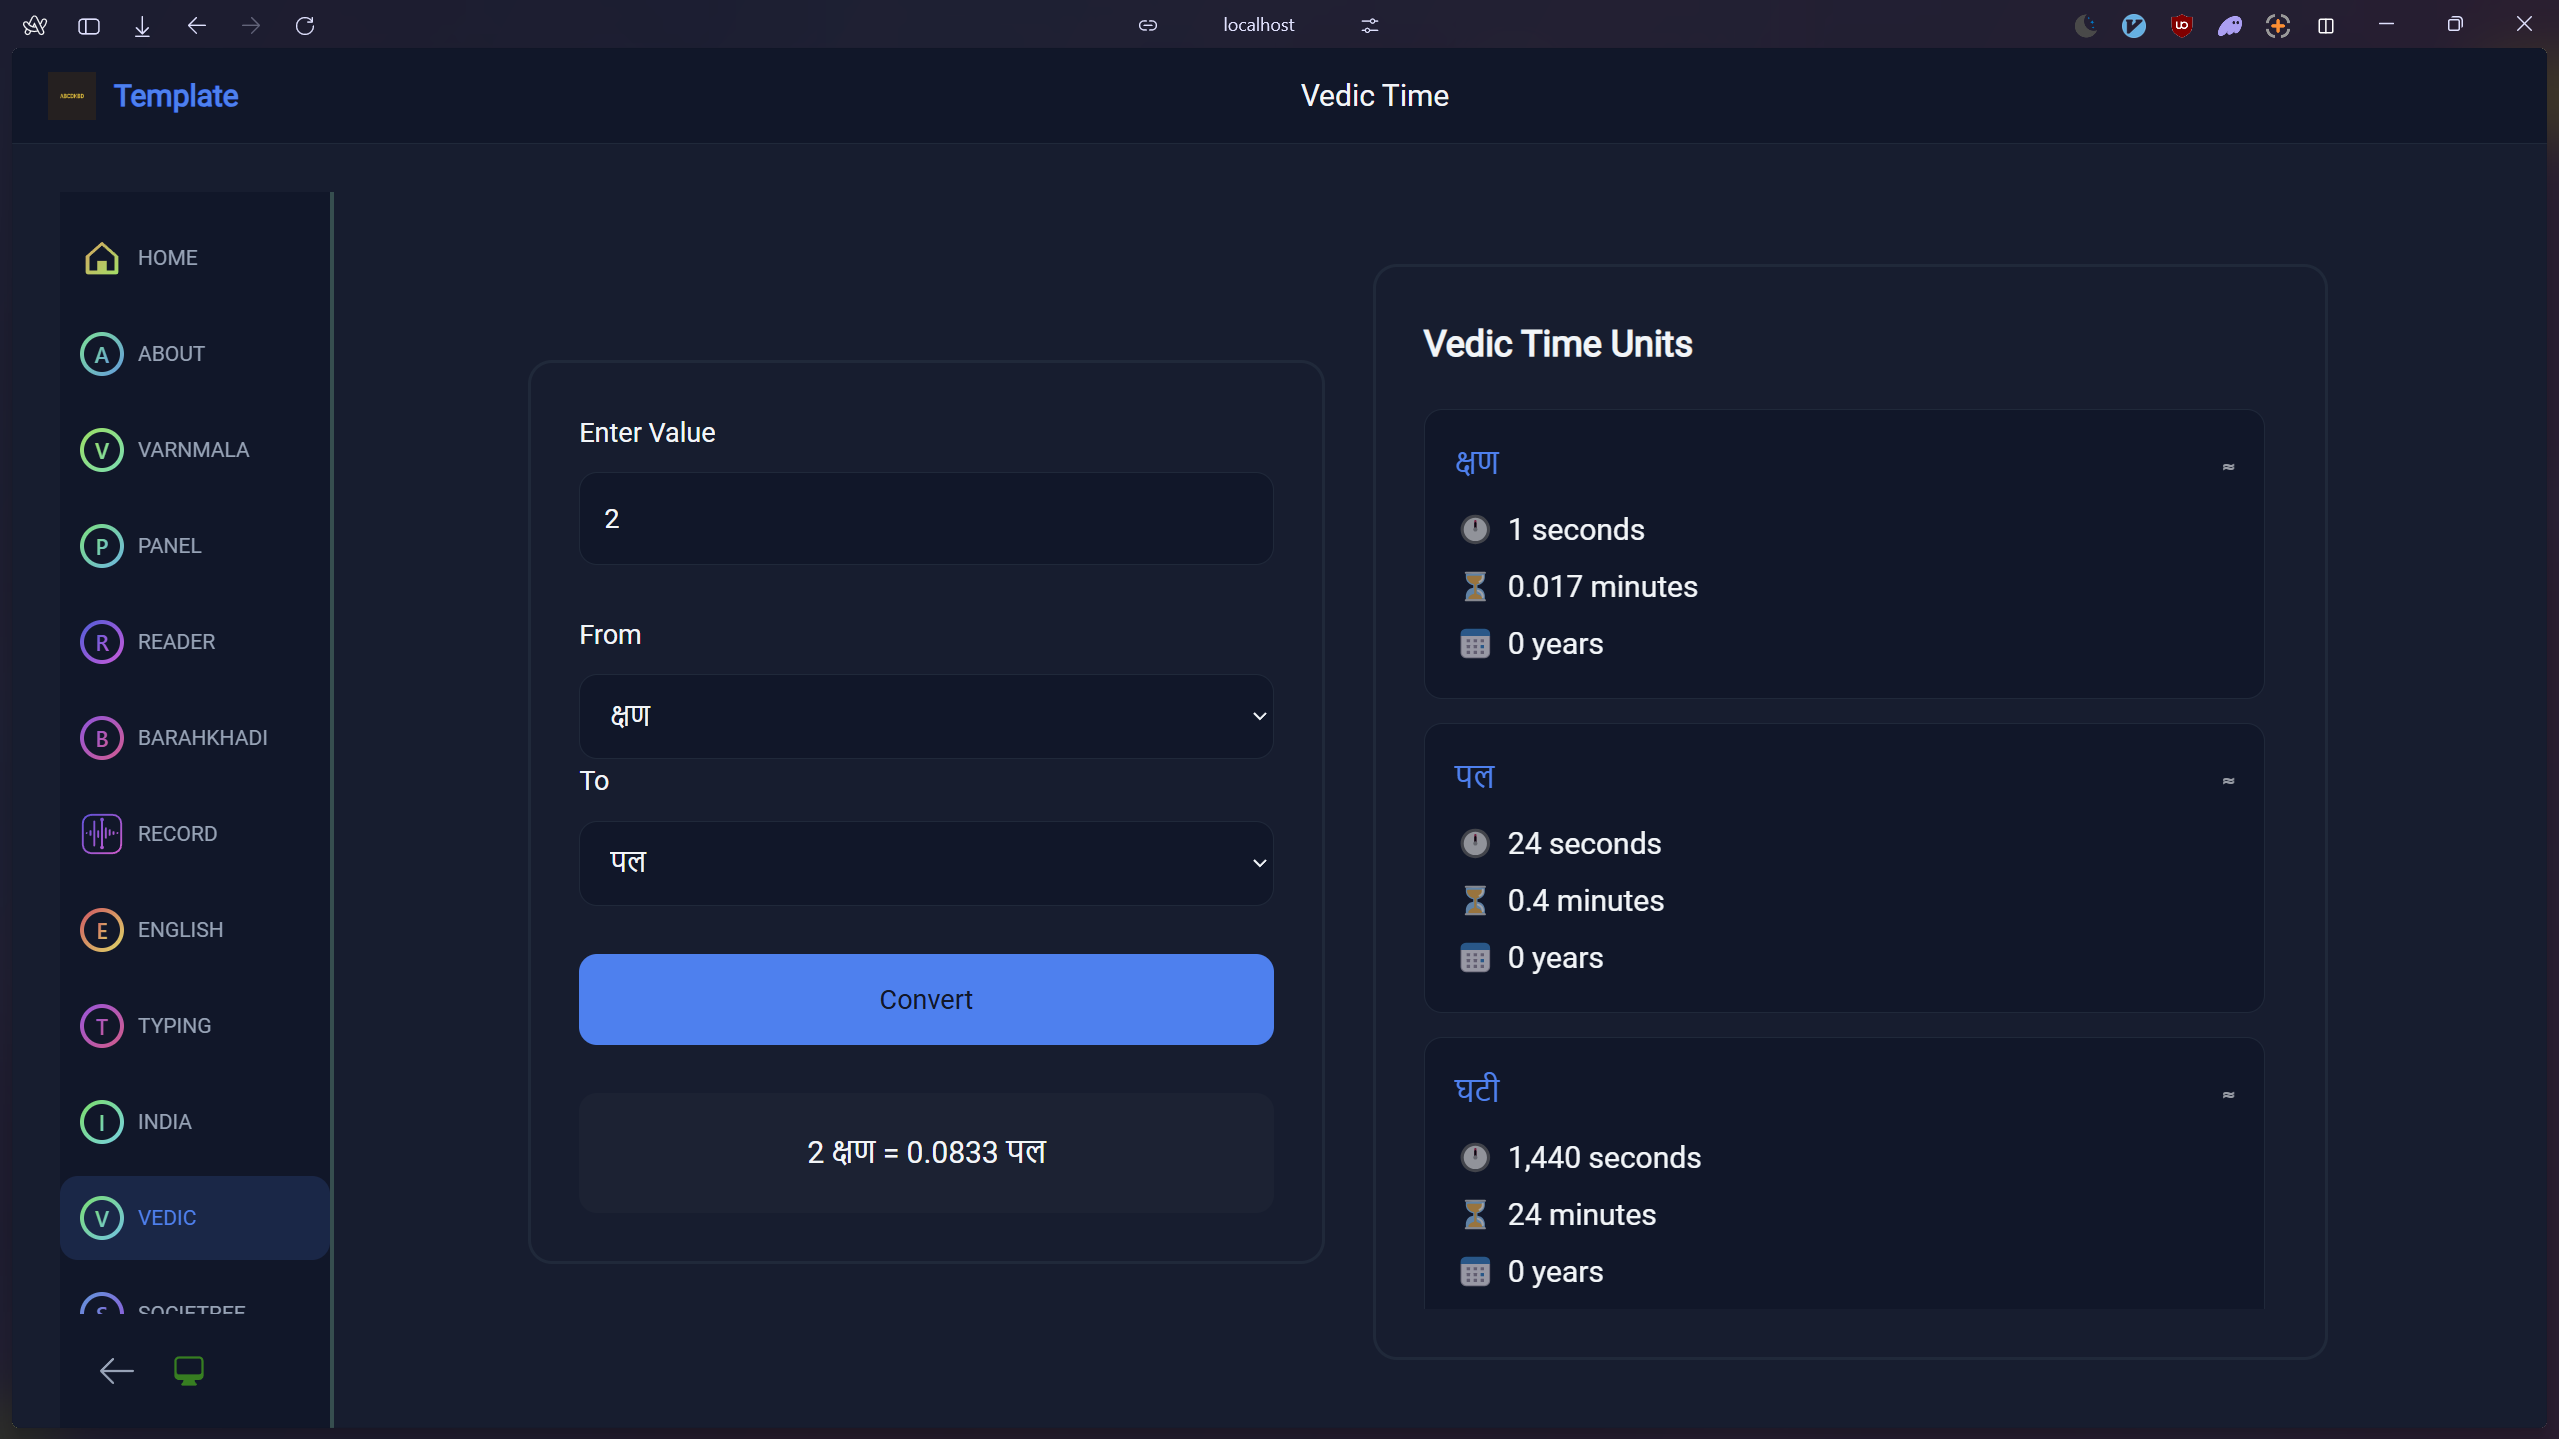 localhost
ABCDKBD
Template
Vedic Time
HOME
A ABOUT
V VARNMALA
P PANEL
R READER
B BARAHKHADI
RECORD
E ENGLISH
T TYPING
I INDIA
V VEDIC
S SOCIETREE
Enter Value
2
From
क्षण
To
पल
Convert
2 क्षण = 0.0833 पल
Vedic Time Units
क्षण ≈
1 seconds
0.017 minutes
0 years
पल ≈
24 seconds
0.4 minutes
0 years
घटी ≈
1,440 seconds
24 minutes
0 years